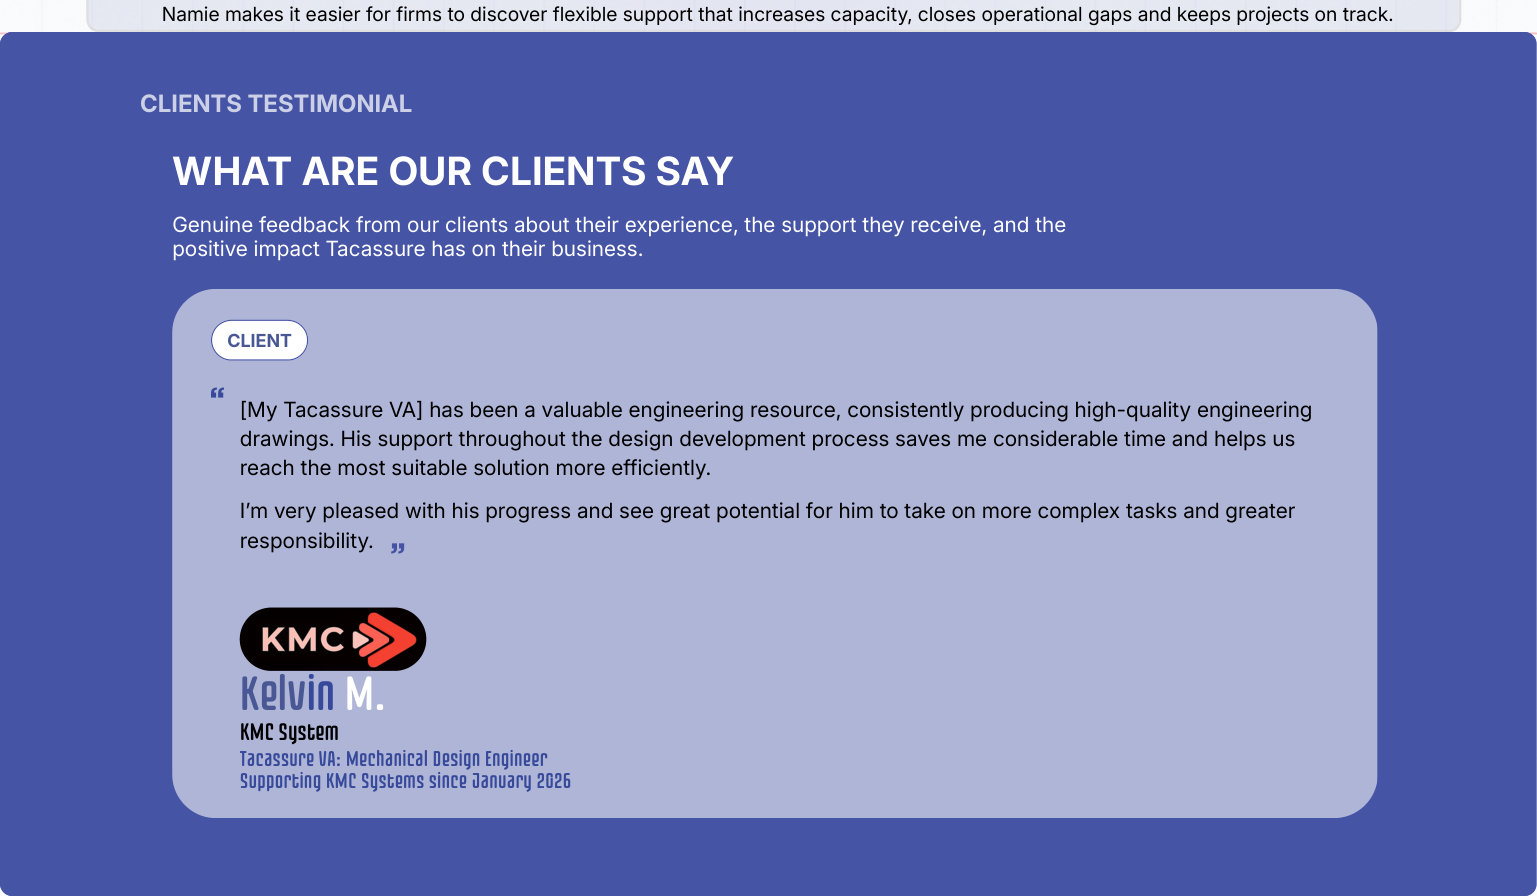 Namie makes it easier for firms to discover flexible support that increases capacity, closes operational gaps and keeps projects on track.
CLIENTS TESTIMONIAL
WHAT ARE OUR CLIENTS SAY
Genuine feedback from our clients about their experience, the support they receive, and the
positive impact Tacassure has on their business.
CLIENT
“ [My Tacassure VA] has been a valuable engineering resource, consistently producing high-quality engineering
drawings. His support throughout the design development process saves me considerable time and helps us
reach the most suitable solution more efficiently.
I’m very pleased with his progress and see great potential for him to take on more complex tasks and greater
responsibility. ”
KMC
Kelvin M.
KMC System
Tacassure VA: Mechanical Design Engineer
Supporting KMC Systems since January 2026